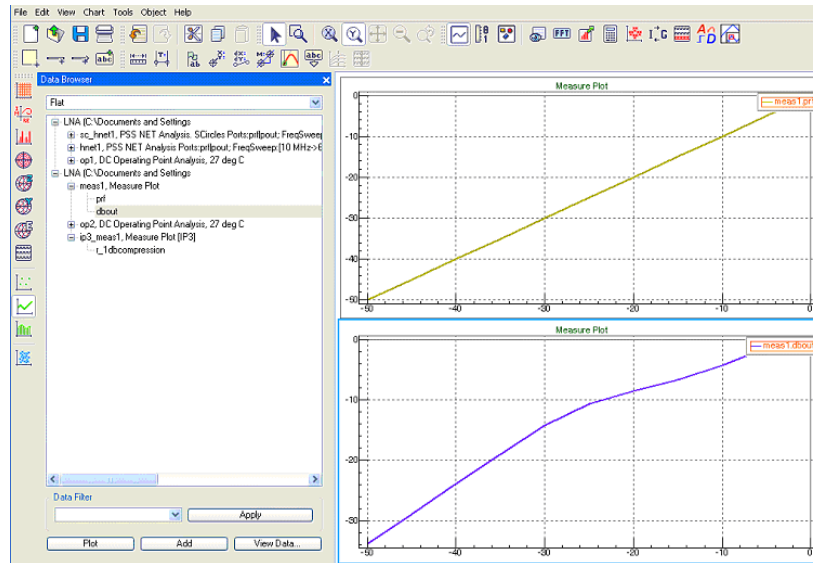 File Edit View Chart Tools Object Help
Data Browser
Flat
LNA (C:\Documents and Settings
sc_hnet1, PSS NET Analysis. SCircles Ports:prf|pout; FreqSweep
hnet1, PSS NET Analysis Ports:prf|pout; FreqSweep:[10 MHz->6
op1, DC Operating Point Analysis, 27 deg C
LNA (C:\Documents and Settings
meas1, Measure Plot
prf
dbout
op2, DC Operating Point Analysis, 27 deg C
ip3_meas1, Measure Plot [IP3]
r_1dbcompression
Data Filter
Apply
Plot Add View Data...
Measure Plot
meas1.prf
0
-10
-20
-30
-40
-50
-50 -40 -30 -20 -10 0
Measure Plot
meas1.dbout
0
-10
-20
-30
-50 -40 -30 -20 -10 0
FFT
abc
abc